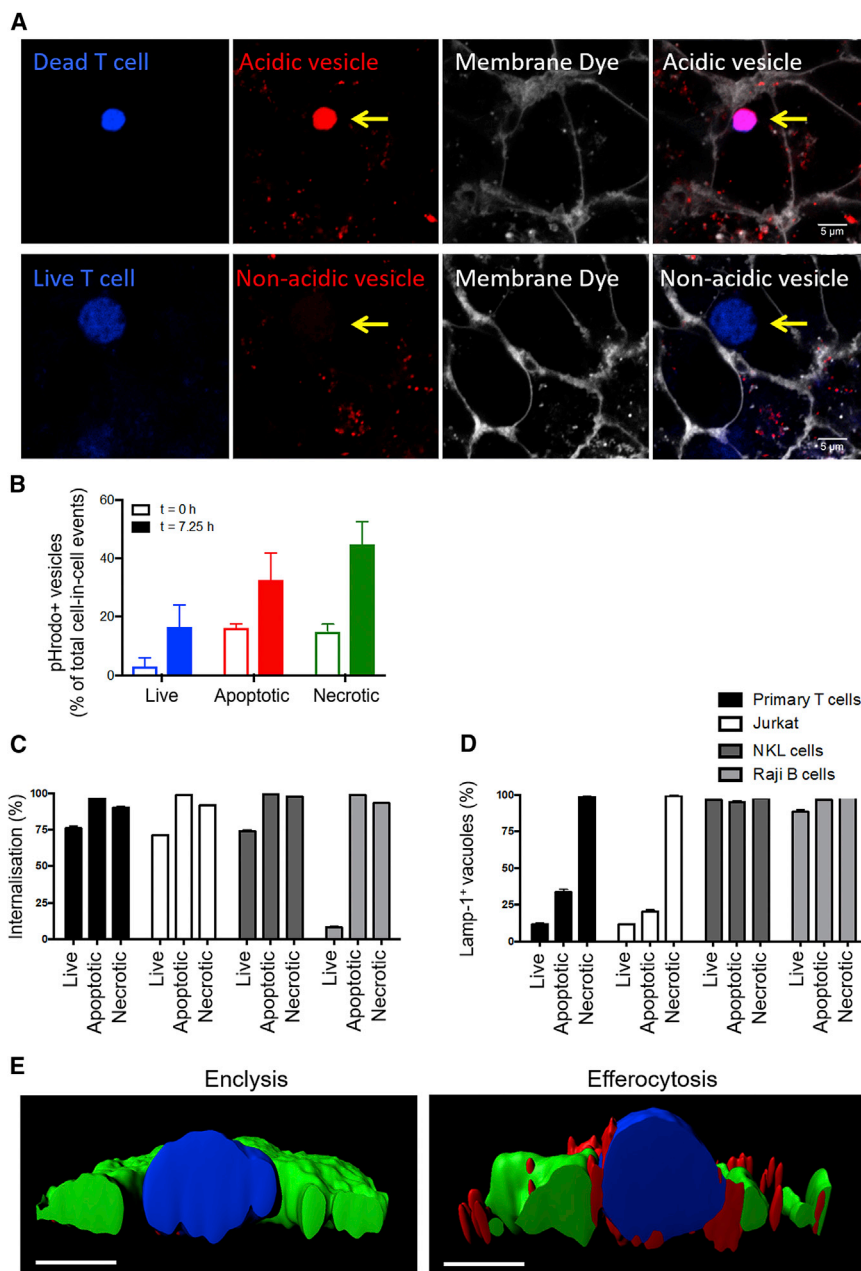 A
Dead T cell
Acidic vesicle
Membrane Dye
Acidic vesicle
5 µm
Live T cell
Non-acidic vesicle
Membrane Dye
Non-acidic vesicle
5 µm
B
pHrodo+ vesicles
(% of total cell-in-cell events)
60
40
20
0
t = 0 h
t = 7.25 h
Live
Apoptotic
Necrotic
Primary T cells
Jurkat
NKL cells
Raji B cells
C
Internalisation (%)
100
75
50
25
0
Live
Apoptotic
Necrotic
Live
Apoptotic
Necrotic
Live
Apoptotic
Necrotic
Live
Apoptotic
Necrotic
D
Lamp-1⁺ vacuoles (%)
100
75
50
25
0
Live
Apoptotic
Necrotic
Live
Apoptotic
Necrotic
Live
Apoptotic
Necrotic
Live
Apoptotic
Necrotic
E
Enclysis
Efferocytosis